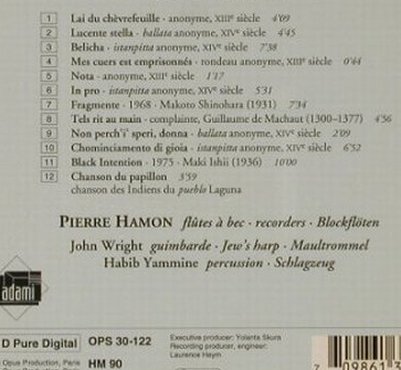 1 Lai du chèvrefeuille - anonyme, XIIIe siècle 4'09
2 Lucente stella - ballata anonyme, XIVe siècle 4'45
3 Belicha - istanpitta anonyme, XIVe siècle 7'38
4 Mes cuers est emprisonnés - rondeau anonyme, XIIIe siècle 0'44
5 Nota - anonyme, XIIIe siècle 1'17
6 In pro - istanpitta anonyme, XIVe siècle 5'31
7 Fragmente - 1968 - Makoto Shinohara (1931) 7'34
8 Tels rit au main - complainte, Guillaume de Machaut (1300–1377) 4'56
9 Non perch'i' speri, donna - ballata anonyme, XIVe siècle 2'09
10 Chominciamento di gioia - istanpitta anonyme, XIVe siècle 6'52
11 Black Intention - 1975 - Maki Ishii (1936) 10'00
12 Chanson du papillon 3'59
chanson des Indiens du pueblo Laguna
PIERRE HAMON flûtes à bec · recorders · Blockflöten
John Wright guimbarde · Jew's harp · Maultrommel
Habib Yammine percussion · Schlagzeug
adami
D Pure Digital
OPS 30-122
Executive producer: Yolanta Skura
Recording producer, engineer:
Laurence Heym
Opus Production, Paris
HM 90
7 09861 3